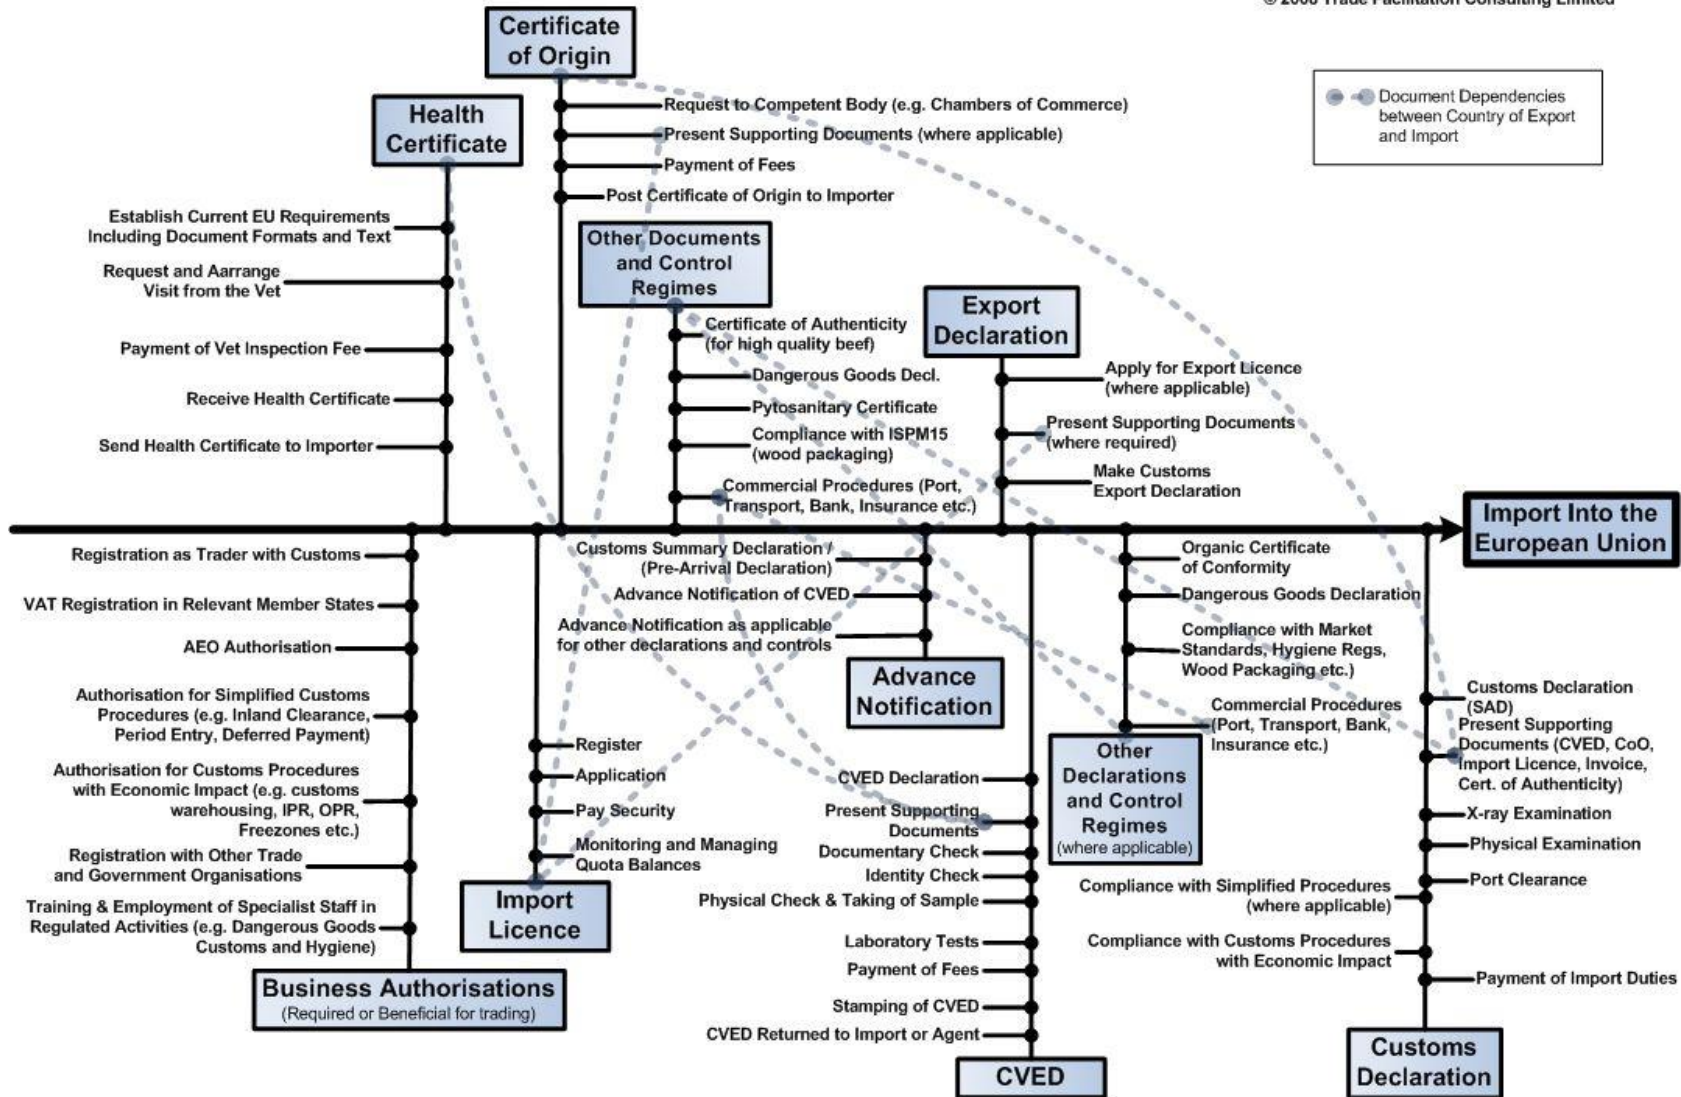 © 2008 Trade Facilitation Consulting Limited
Certificate
of Origin
Request to Competent Body (e.g. Chambers of Commerce)
Present Supporting Documents (where applicable)
Payment of Fees
Post Certificate of Origin to Importer
Document Dependencies
between Country of Export
and Import
Health
Certificate
Establish Current EU Requirements
Including Document Formats and Text
Request and Aarrange
Visit from the Vet
Payment of Vet Inspection Fee
Receive Health Certificate
Send Health Certificate to Importer
Other Documents
and Control
Regimes
Certificate of Authenticity
(for high quality beef)
Dangerous Goods Decl.
Pytosanitary Certificate
Compliance with ISPM15
(wood packaging)
Commercial Procedures (Port,
Transport, Bank, Insurance etc.)
Export
Declaration
Apply for Export Licence
(where applicable)
Present Supporting Documents
(where required)
Make Customs
Export Declaration
Import Into the
European Union
Registration as Trader with Customs
VAT Registration in Relevant Member States
AEO Authorisation
Authorisation for Simplified Customs
Procedures (e.g. Inland Clearance,
Period Entry, Deferred Payment)
Authorisation for Customs Procedures
with Economic Impact (e.g. customs
warehousing, IPR, OPR,
Freezones etc.)
Registration with Other Trade
and Government Organisations
Training & Employment of Specialist Staff in
Regulated Activities (e.g. Dangerous Goods
Customs and Hygiene)
Business Authorisations
(Required or Beneficial for trading)
Register
Application
Pay Security
Monitoring and Managing
Quota Balances
Import
Licence
Customs Summary Declaration /
(Pre-Arrival Declaration)
Advance Notification of CVED
Advance Notification as applicable
for other declarations and controls
Advance
Notification
CVED Declaration
Present Supporting
Documents
Documentary Check
Identity Check
Physical Check & Taking of Sample
Laboratory Tests
Payment of Fees
Stamping of CVED
CVED Returned to Import or Agent
CVED
Organic Certificate
of Conformity
Dangerous Goods Declaration
Compliance with Market
Standards, Hygiene Regs,
Wood Packaging etc.)
Commercial Procedures
(Port, Transport, Bank,
Insurance etc.)
Other
Declarations
and Control
Regimes
(where applicable)
Customs Declaration
(SAD)
Present Supporting
Documents (CVED, CoO,
Import Licence, Invoice,
Cert. of Authenticity)
X-ray Examination
Physical Examination
Port Clearance
Compliance with Simplified Procedures
(where applicable)
Compliance with Customs Procedures
with Economic Impact
Payment of Import Duties
Customs
Declaration